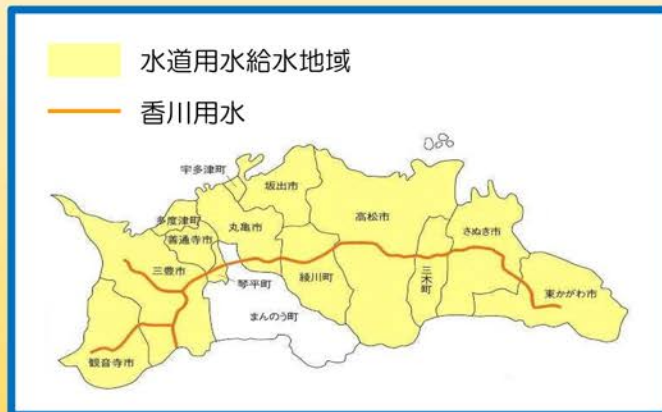 水道用水給水地域
香川用水
宇多津町
坂出市
多度津町
丸亀市
高松市
善通寺市
さぬき市
三豊市
琴平町
綾川町
三木町
東かがわ市
まんのう町
観音寺市